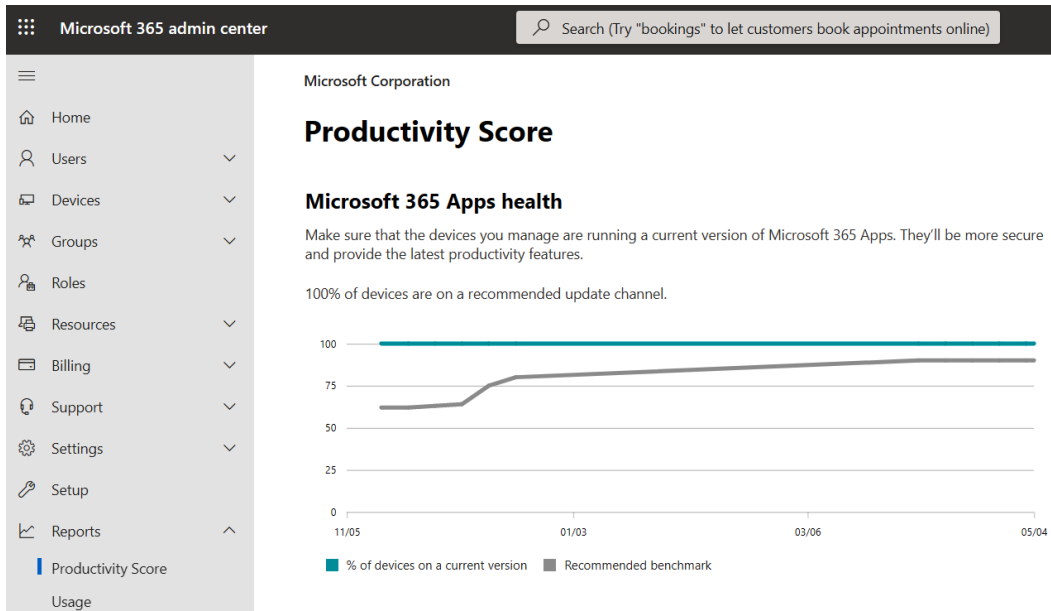 Microsoft 365 admin center
Search (Try "bookings" to let customers book appointments online)
Home
Users
Devices
Groups
Roles
Resources
Billing
Support
Settings
Setup
Reports
Productivity Score
Usage
Microsoft Corporation
Productivity Score
Microsoft 365 Apps health
Make sure that the devices you manage are running a current version of Microsoft 365 Apps. They’ll be more secure
and provide the latest productivity features.
100% of devices are on a recommended update channel.
100
75
50
25
0
11/05 01/03 03/06 05/04
% of devices on a current version Recommended benchmark